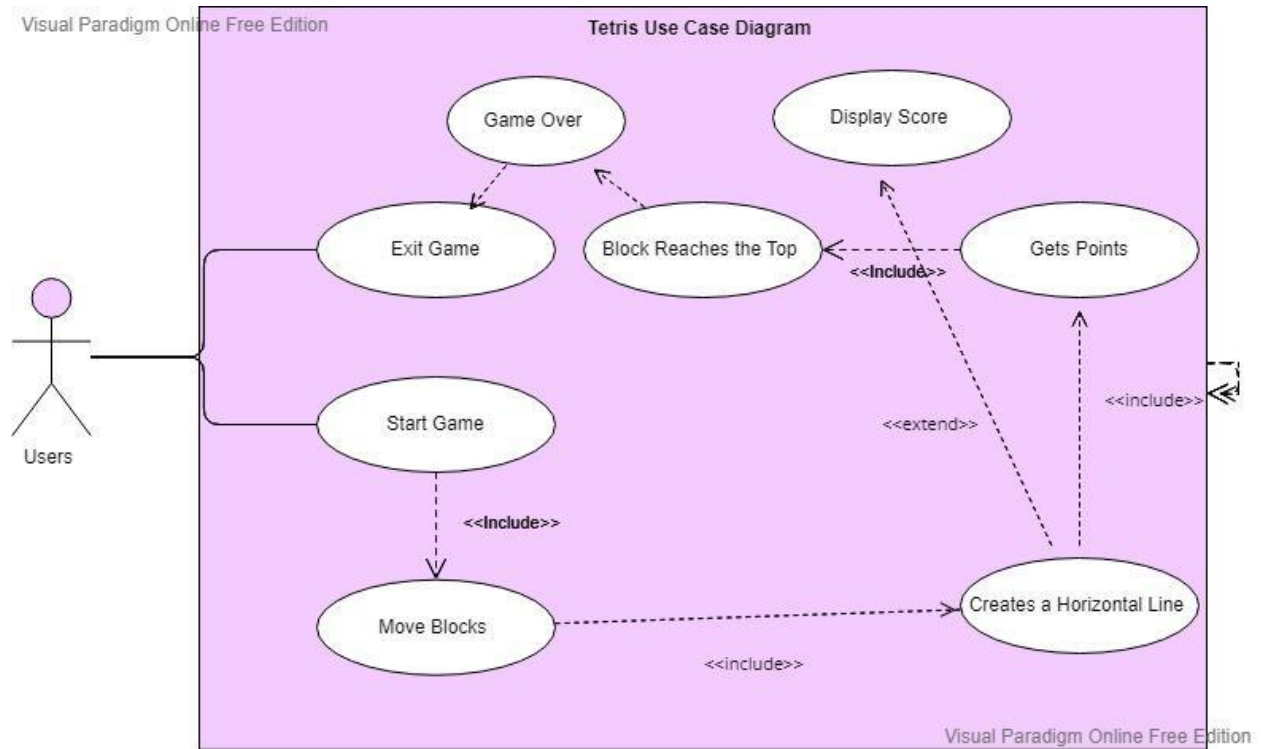 Visual Paradigm Online Free Edition
Tetris Use Case Diagram
Game Over
Display Score
Exit Game
Block Reaches the Top
Gets Points
<<Include>>
<<include>>
Start Game
<<extend>>
Users
<<Include>>
Creates a Horizontal Line
Move Blocks
<<include>>
Visual Paradigm Online Free Edition